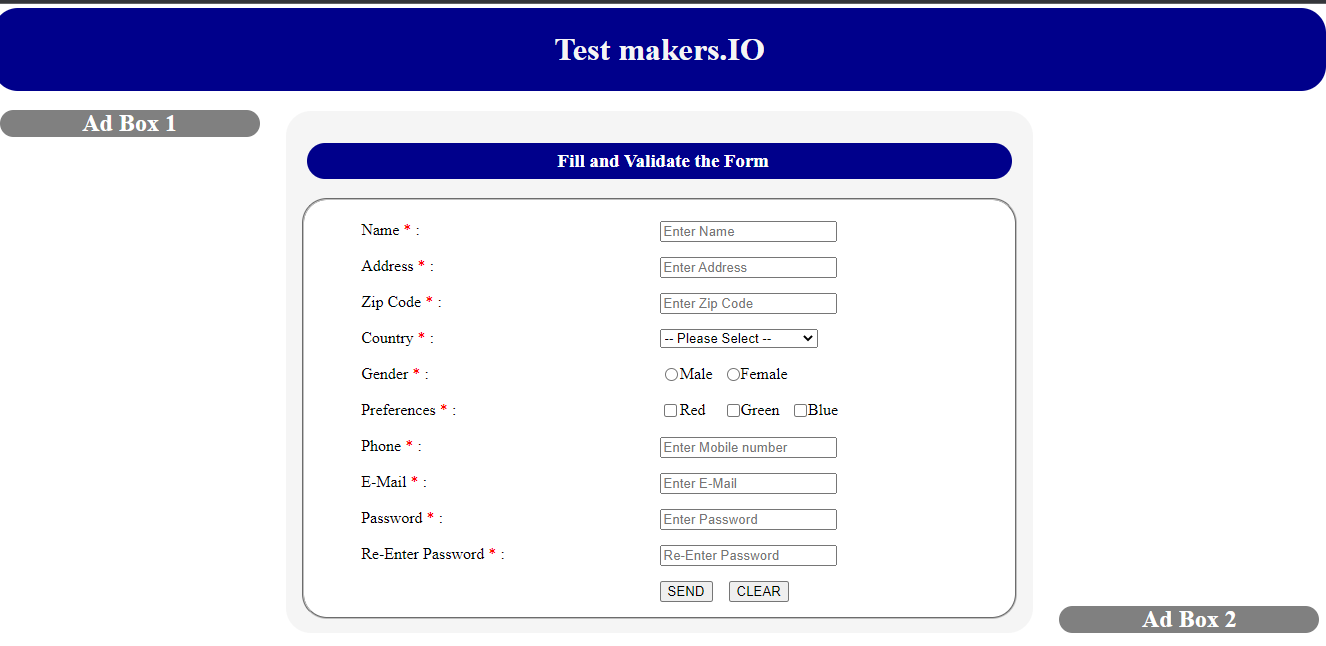 Test makers.IO
Ad Box 1
Fill and Validate the Form
Name * : Enter Name
Address * : Enter Address
Zip Code * : Enter Zip Code
Country * : -- Please Select --
Gender * : Male Female
Preferences * : Red Green Blue
Phone * : Enter Mobile number
E-Mail * : Enter E-Mail
Password * : Enter Password
Re-Enter Password * : Re-Enter Password
SEND CLEAR
Ad Box 2